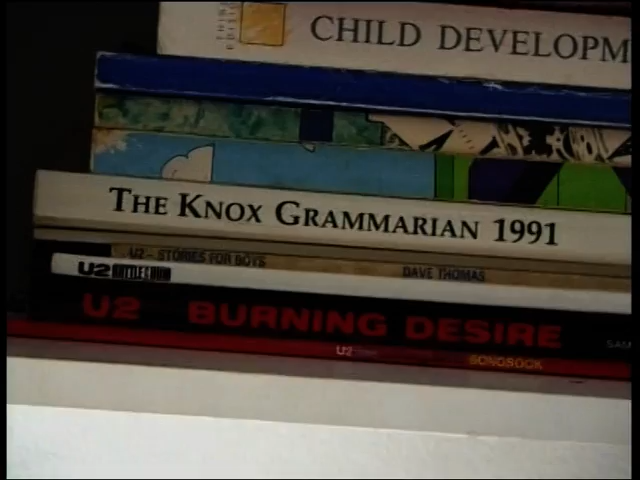 CHILD DEVELOPM
THE KNOX GRAMMARIAN 1991
U2 - STORIES FOR BOYS DAVE THOMAS
U2 RATTLE AND HUM
U2 BURNING DESIRE SAM
U2 SONGBOOK